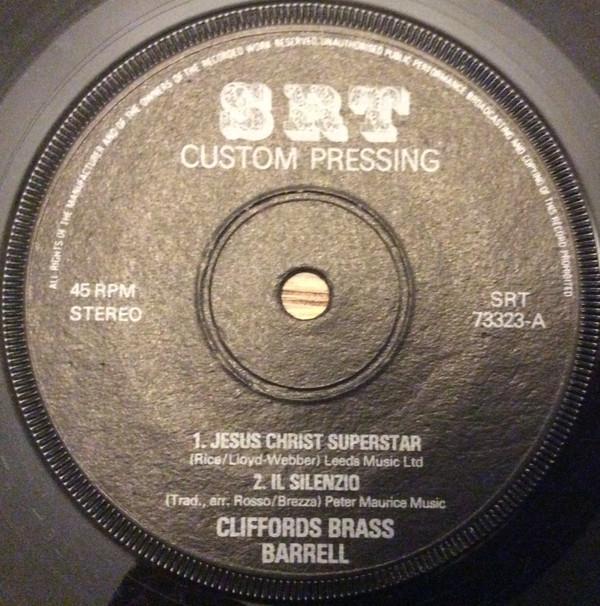 ALL RIGHTS OF THE MANUFACTURER AND OF THE OWNERS OF THE RECORDED WORK RESERVED. UNAUTHORISED PUBLIC PERFORMANCE, BROADCASTING AND COPYING OF THIS RECORD PROHIBITED
SRT
CUSTOM PRESSING
45 RPM
STEREO
SRT
73323-A
1. JESUS CHRIST SUPERSTAR
(Rice/Lloyd-Webber) Leeds Music Ltd
2. IL SILENZIO
(Trad., arr. Rosso/Brezza) Peter Maurice Music
CLIFFORDS BRASS
BARRELL